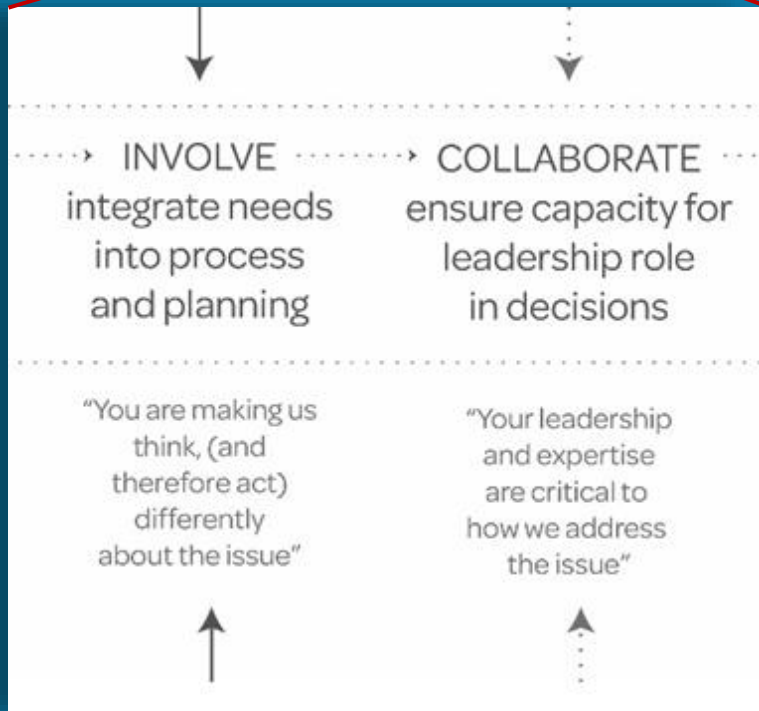 INVOLVE
integrate needs
into process
and planning
COLLABORATE
ensure capacity for
leadership role
in decisions
“You are making us
think, (and
therefore act)
differently
about the issue”
“Your leadership
and expertise
are critical to
how we address
the issue”